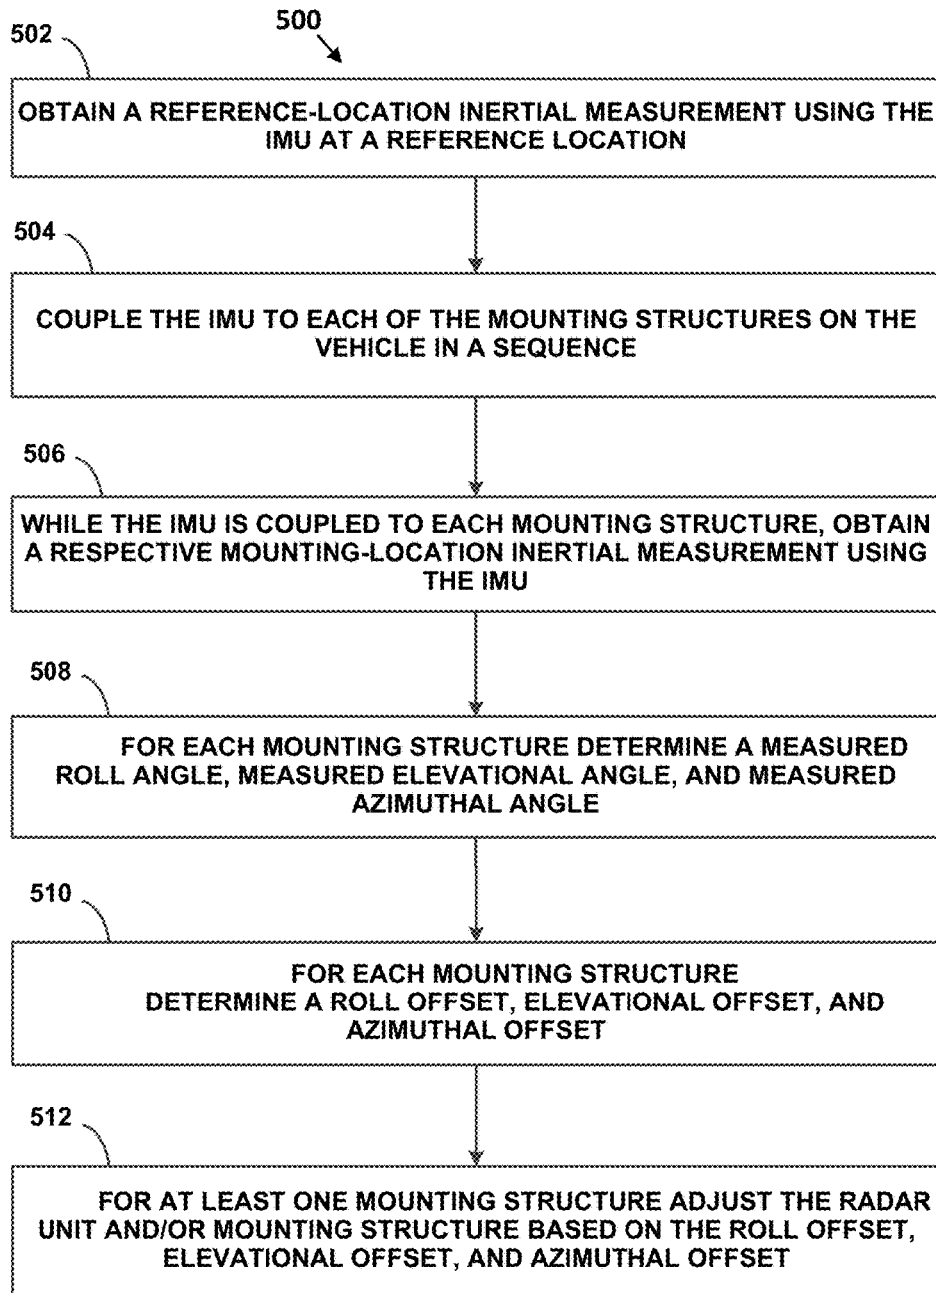 500
502
OBTAIN A REFERENCE-LOCATION INERTIAL MEASUREMENT USING THE
IMU AT A REFERENCE LOCATION
504
COUPLE THE IMU TO EACH OF THE MOUNTING STRUCTURES ON THE
VEHICLE IN A SEQUENCE
506
WHILE THE IMU IS COUPLED TO EACH MOUNTING STRUCTURE, OBTAIN
A RESPECTIVE MOUNTING-LOCATION INERTIAL MEASUREMENT USING
THE IMU
508
FOR EACH MOUNTING STRUCTURE DETERMINE A MEASURED
ROLL ANGLE, MEASURED ELEVATIONAL ANGLE, AND MEASURED
AZIMUTHAL ANGLE
510
FOR EACH MOUNTING STRUCTURE
DETERMINE A ROLL OFFSET, ELEVATIONAL OFFSET, AND
AZIMUTHAL OFFSET
512
FOR AT LEAST ONE MOUNTING STRUCTURE ADJUST THE RADAR
UNIT AND/OR MOUNTING STRUCTURE BASED ON THE ROLL OFFSET,
ELEVATIONAL OFFSET, AND AZIMUTHAL OFFSET